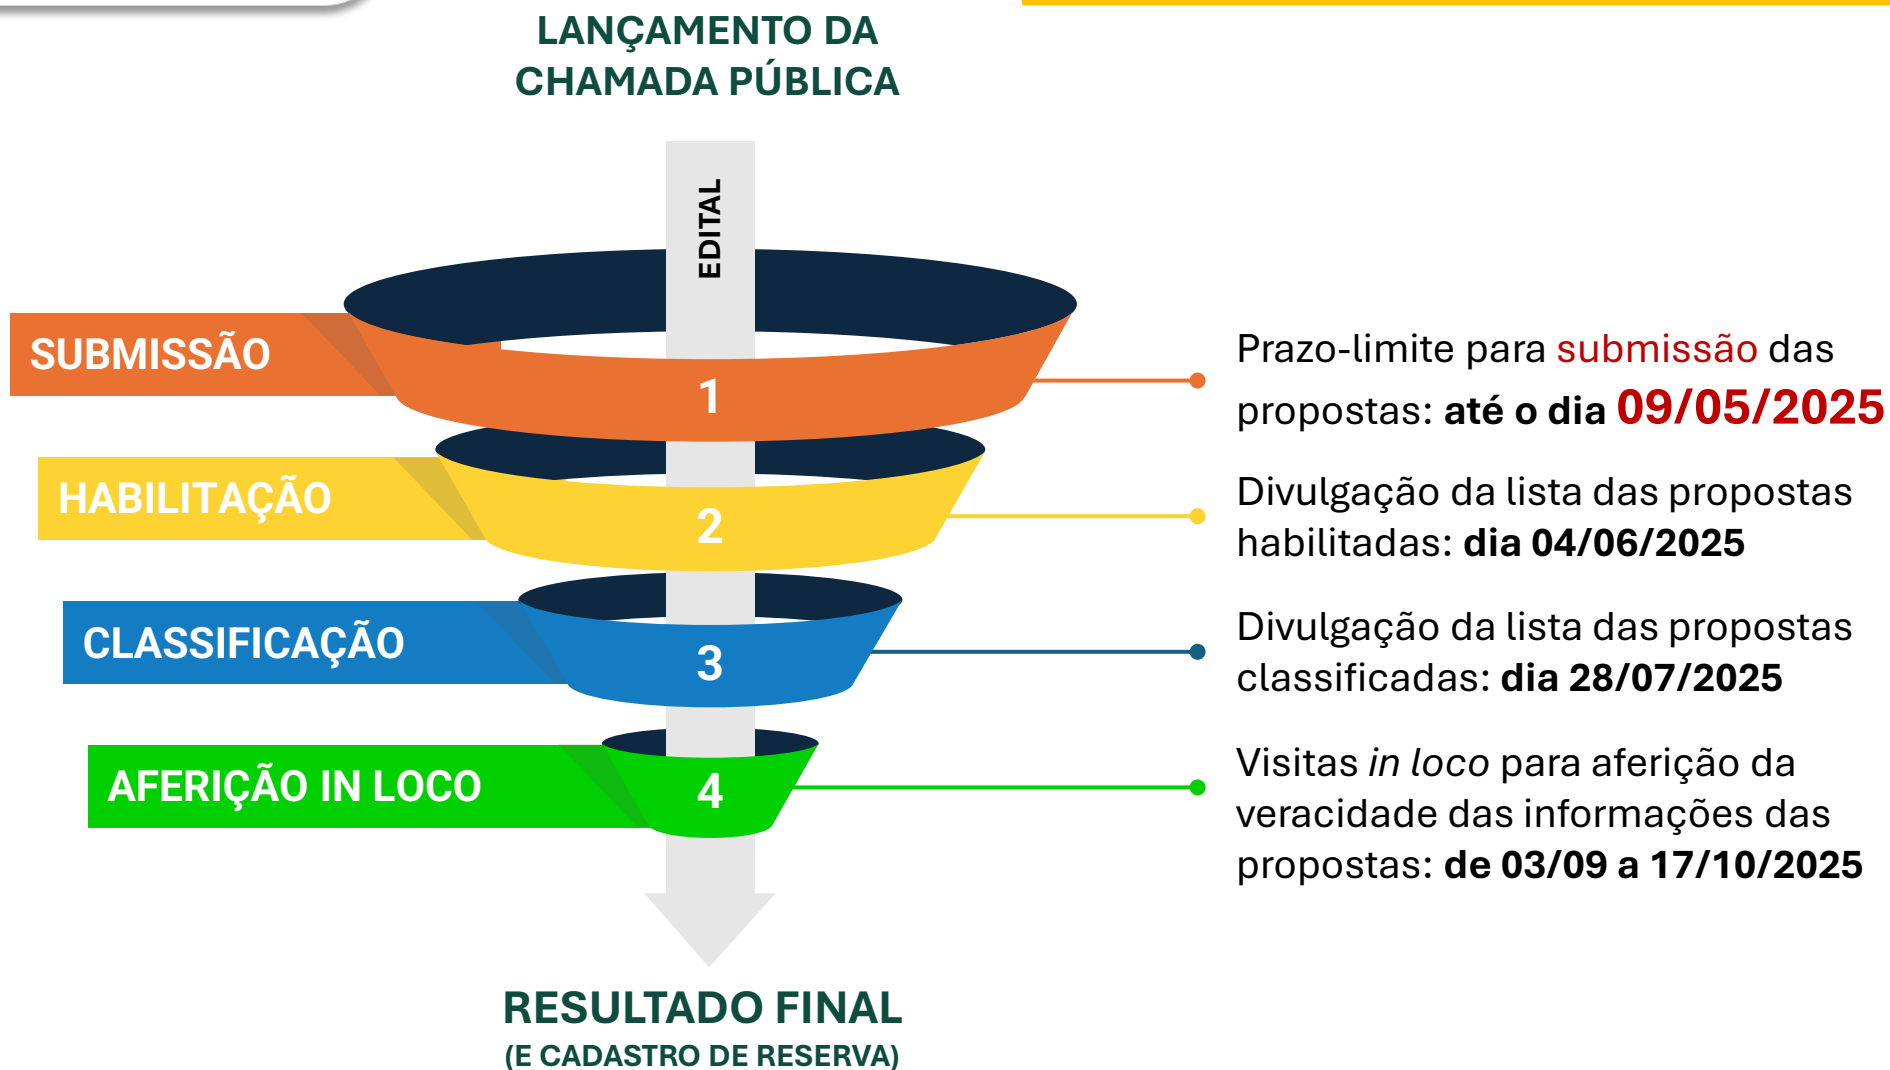 LANÇAMENTO DA
CHAMADA PÚBLICA
EDITAL
SUBMISSÃO
1
Prazo-limite para submissão das
propostas: até o dia 09/05/2025
HABILITAÇÃO
2
Divulgação da lista das propostas
habilitadas: dia 04/06/2025
CLASSIFICAÇÃO
3
Divulgação da lista das propostas
classificadas: dia 28/07/2025
AFERIÇÃO IN LOCO
4
Visitas in loco para aferição da
veracidade das informações das
propostas: de 03/09 a 17/10/2025
RESULTADO FINAL
(E CADASTRO DE RESERVA)